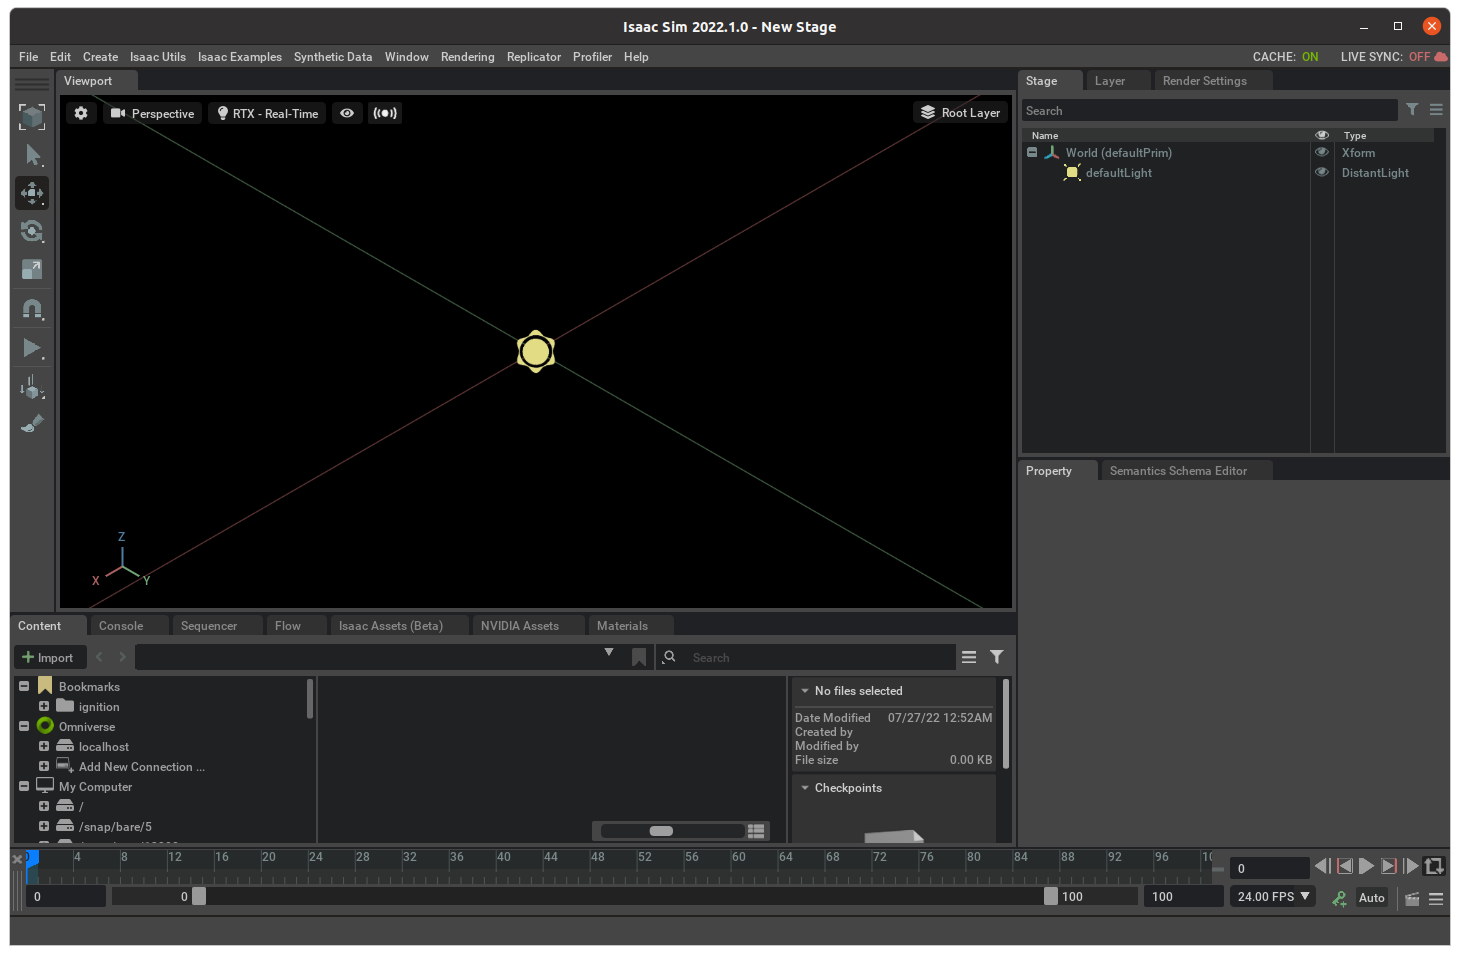 Isaac Sim 2022.1.0 - New Stage
File Edit Create Isaac Utils Isaac Examples Synthetic Data Window Rendering Replicator Profiler Help CACHE: ON LIVE SYNC: OFF
Viewport
Perspective RTX - Real-Time Root Layer
Z
X Y
Stage Layer Render Settings
Search
Name Type
World (defaultPrim) Xform
defaultLight DistantLight
Property Semantics Schema Editor
Content Console Sequencer Flow Isaac Assets (Beta) NVIDIA Assets Materials
Import Search
Bookmarks
ignition
Omniverse
localhost
Add New Connection ...
My Computer
/
/snap/bare/5
No files selected
Date Modified 07/27/22 12:52AM
Created by
Modified by
File size 0.00 KB
Checkpoints
4 8 12 16 20 24 28 32 36 40 44 48 52 56 60 64 68 72 76 80 84 88 92 96 0
0 0 100 100 24.00 FPS Auto